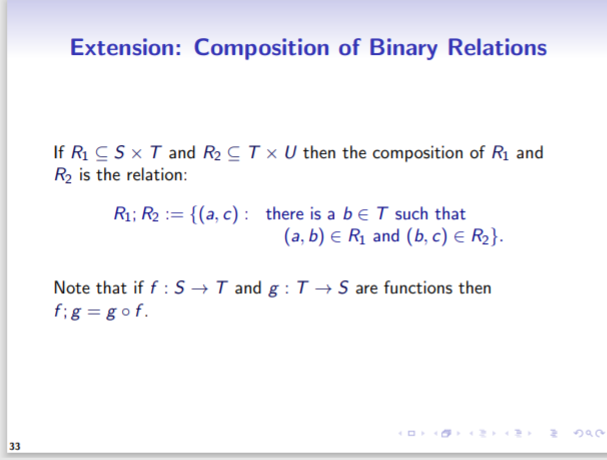 Extension: Composition of Binary Relations
If R₁ ⊆ S × T and R₂ ⊆ T × U then the composition of R₁ and
R₂ is the relation:
R₁; R₂ := {(a, c) : there is a b ∈ T such that
(a, b) ∈ R₁ and (b, c) ∈ R₂}.
Note that if f : S → T and g : T → S are functions then
f; g = g ∘ f.
33